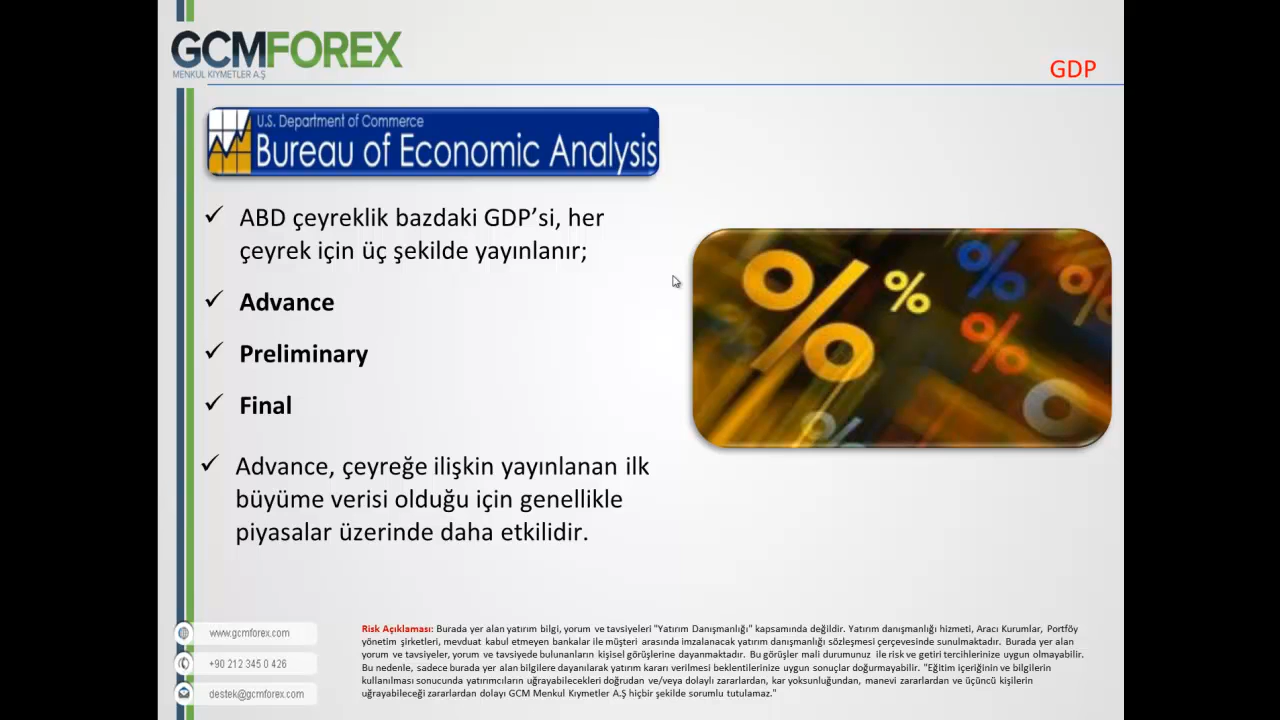 GCMFOREX
MENKUL KIYMETLER A.Ş
GDP
U.S. Department of Commerce
Bureau of Economic Analysis
✓ ABD çeyreklik bazdaki GDP’si, her
çeyrek için üç şekilde yayınlanır;
✓ Advance
✓ Preliminary
✓ Final
✓ Advance, çeyreğe ilişkin yayınlanan ilk
büyüme verisi olduğu için genellikle
piyasalar üzerinde daha etkilidir.
% % % % % %
www.gcmforex.com
+90 212 345 0 426
destek@gcmforex.com
Risk Açıklaması: Burada yer alan yatırım bilgi, yorum ve tavsiyeleri "Yatırım Danışmanlığı" kapsamında değildir. Yatırım danışmanlığı hizmeti, Aracı Kurumlar, Portföy
yönetim şirketleri, mevduat kabul etmeyen bankalar ile müşteri arasında imzalanacak yatırım danışmanlığı sözleşmesi çerçevesinde sunulmaktadır. Burada yer alan
yorum ve tavsiyeler, yorum ve tavsiyede bulunanların kişisel görüşlerine dayanmaktadır. Bu görüşler mali durumunuz ile risk ve getiri tercihlerinize uygun olmayabilir.
Bu nedenle, sadece burada yer alan bilgilere dayanılarak yatırım kararı verilmesi beklentilerinize uygun sonuçlar doğurmayabilir. "Eğitim içeriğinin ve bilgilerin
kullanılması sonucunda yatırımcıların uğrayabilecekleri doğrudan ve/veya dolaylı zararlardan, kar yoksunluğundan, manevi zararlardan ve üçüncü kişilerin
uğrayabileceği zararlardan dolayı GCM Menkul Kıymetler A.Ş hiçbir şekilde sorumlu tutulamaz."